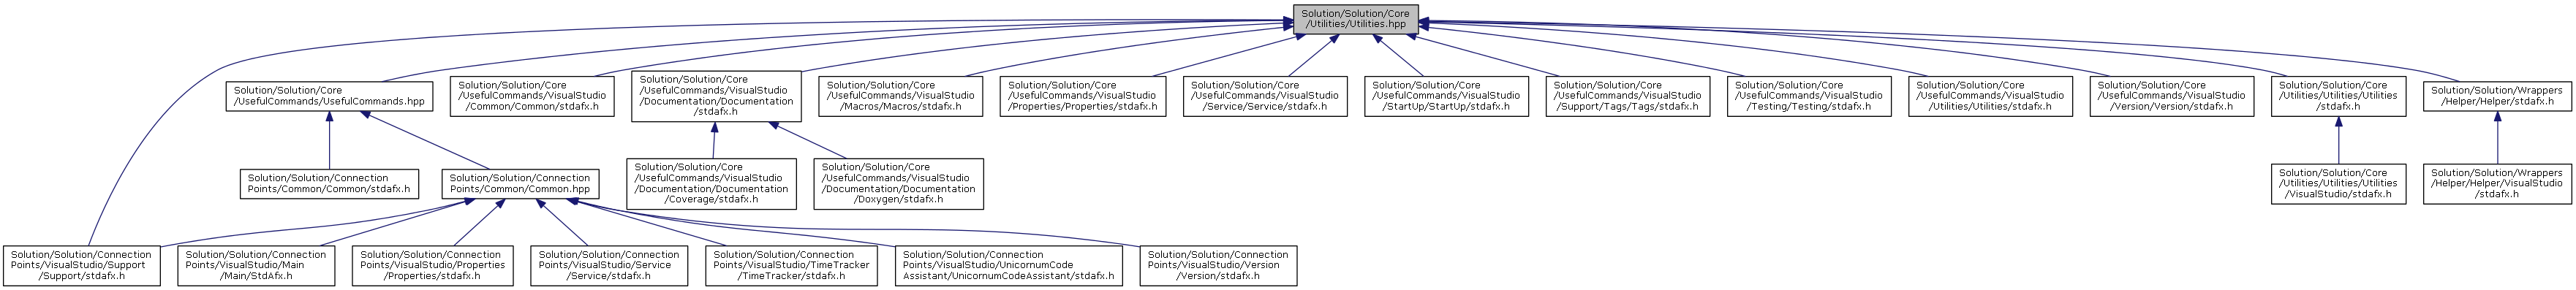 Solution/Solution/Core
/Utilities/Utilities.hpp
Solution/Solution/Core
/UsefulCommands/UsefulCommands.hpp
Solution/Solution/Core
/UsefulCommands/VisualStudio
/Common/Common/stdafx.h
Solution/Solution/Core
/UsefulCommands/VisualStudio
/Documentation/Documentation
/stdafx.h
Solution/Solution/Core
/UsefulCommands/VisualStudio
/Macros/Macros/stdafx.h
Solution/Solution/Core
/UsefulCommands/VisualStudio
/Properties/Properties/stdafx.h
Solution/Solution/Core
/UsefulCommands/VisualStudio
/Service/Service/stdafx.h
Solution/Solution/Core
/UsefulCommands/VisualStudio
/StartUp/StartUp/stdafx.h
Solution/Solution/Core
/UsefulCommands/VisualStudio
/Support/Tags/Tags/stdafx.h
Solution/Solution/Core
/UsefulCommands/VisualStudio
/Testing/Testing/stdafx.h
Solution/Solution/Core
/UsefulCommands/VisualStudio
/Utilities/Utilities/stdafx.h
Solution/Solution/Core
/UsefulCommands/VisualStudio
/Version/Version/stdafx.h
Solution/Solution/Core
/Utilities/Utilities/Utilities
/stdafx.h
Solution/Solution/Wrappers
/Helper/Helper/stdafx.h
Solution/Solution/Connection
Points/Common/Common/stdafx.h
Solution/Solution/Connection
Points/Common/Common.hpp
Solution/Solution/Core
/UsefulCommands/VisualStudio
/Documentation/Documentation
/Coverage/stdafx.h
Solution/Solution/Core
/UsefulCommands/VisualStudio
/Documentation/Documentation
/Doxygen/stdafx.h
Solution/Solution/Core
/Utilities/Utilities/Utilities
/VisualStudio/stdafx.h
Solution/Solution/Wrappers
/Helper/Helper/VisualStudio
/stdafx.h
Solution/Solution/Connection
Points/VisualStudio/Support
/Support/stdafx.h
Solution/Solution/Connection
Points/VisualStudio/Main
/Main/StdAfx.h
Solution/Solution/Connection
Points/VisualStudio/Properties
/Properties/stdafx.h
Solution/Solution/Connection
Points/VisualStudio/Service
/Service/stdafx.h
Solution/Solution/Connection
Points/VisualStudio/TimeTracker
/TimeTracker/stdafx.h
Solution/Solution/Connection
Points/VisualStudio/UnicornumCode
Assistant/UnicornumCodeAssistant/stdafx.h
Solution/Solution/Connection
Points/VisualStudio/Version
/Version/stdafx.h